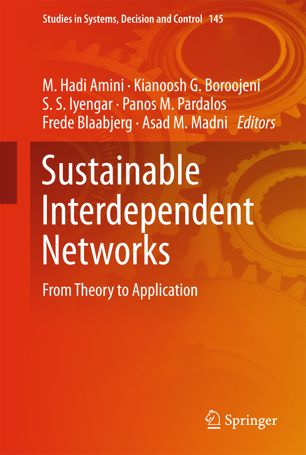 Studies in Systems, Decision and Control 145
M. Hadi Amini · Kianoosh G. Boroojeni
S. S. Iyengar · Panos M. Pardalos
Frede Blaabjerg · Asad M. Madni Editors
Sustainable
Interdependent
Networks
From Theory to Application
Springer